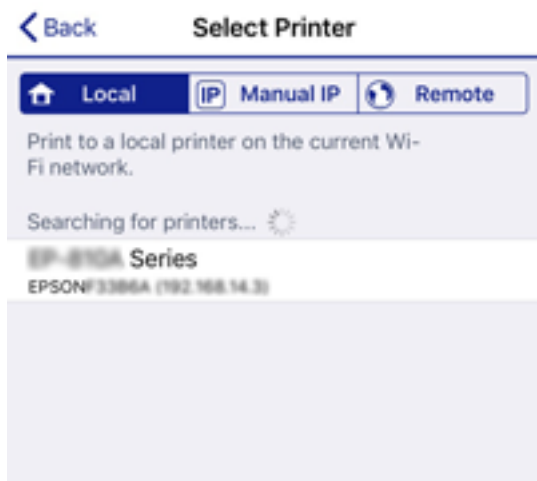 Back
Select Printer
Local
IP
Manual IP
Remote
Print to a local printer on the current Wi-
Fi network.
Searching for printers...
Series
EPSON